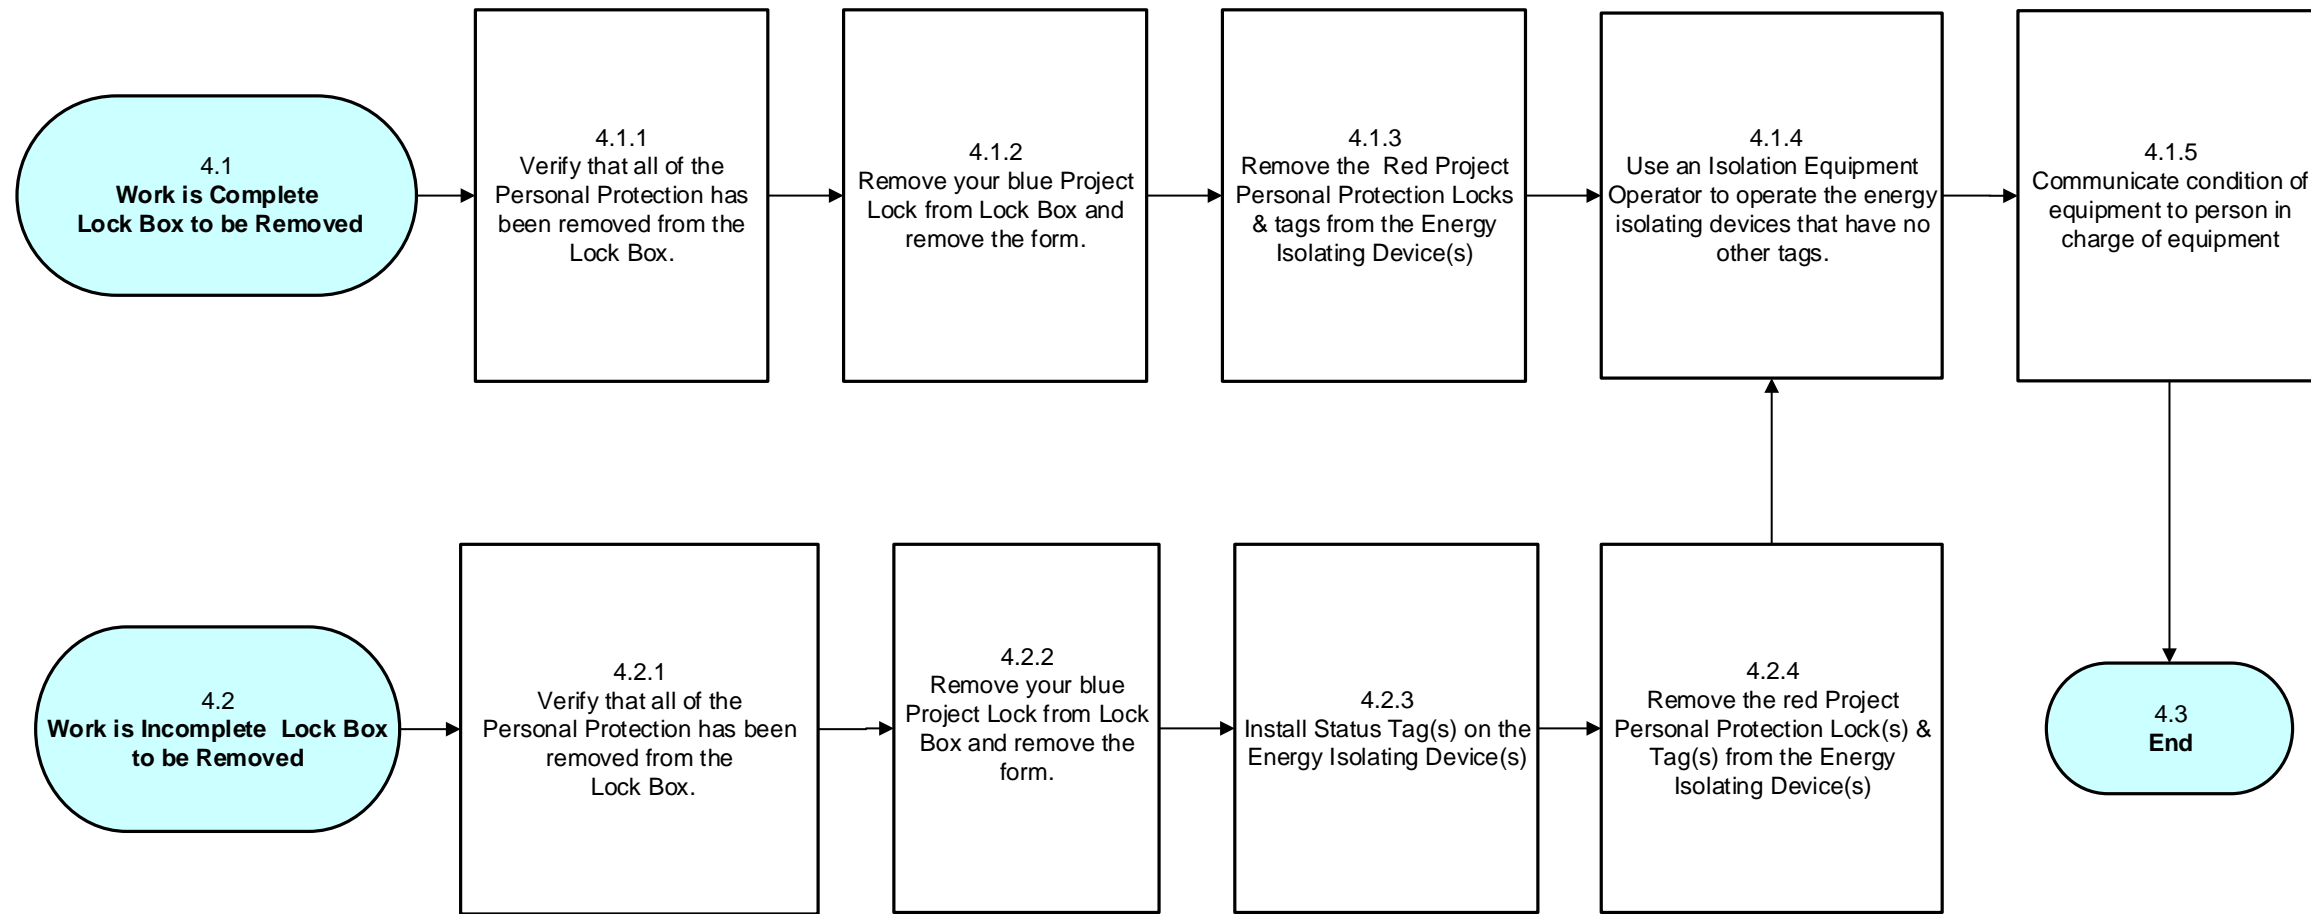 4.1
Work is Complete
Lock Box to be Removed
4.1.1
Verify that all of the
Personal Protection has
been removed from the
Lock Box.
4.1.2
Remove your blue Project
Lock from Lock Box and
remove the form.
4.1.3
Remove the  Red Project
Personal Protection Locks
& tags from the Energy
Isolating Device(s)
4.1.4
Use an Isolation Equipment
Operator to operate the energy
isolating devices that have no
other tags.
4.1.5
Communicate condition of
equipment to person in
charge of equipment
4.2
Work is Incomplete  Lock Box
to be Removed
4.2.1
Verify that all of the
Personal Protection has been
removed from the
Lock Box.
4.2.2
Remove your blue
Project Lock from Lock
Box and remove the
form.
4.2.3
Install Status Tag(s) on the
Energy Isolating Device(s)
4.2.4
Remove the red Project
Personal Protection Lock(s) &
Tag(s) from the Energy
Isolating Device(s)
4.3
End